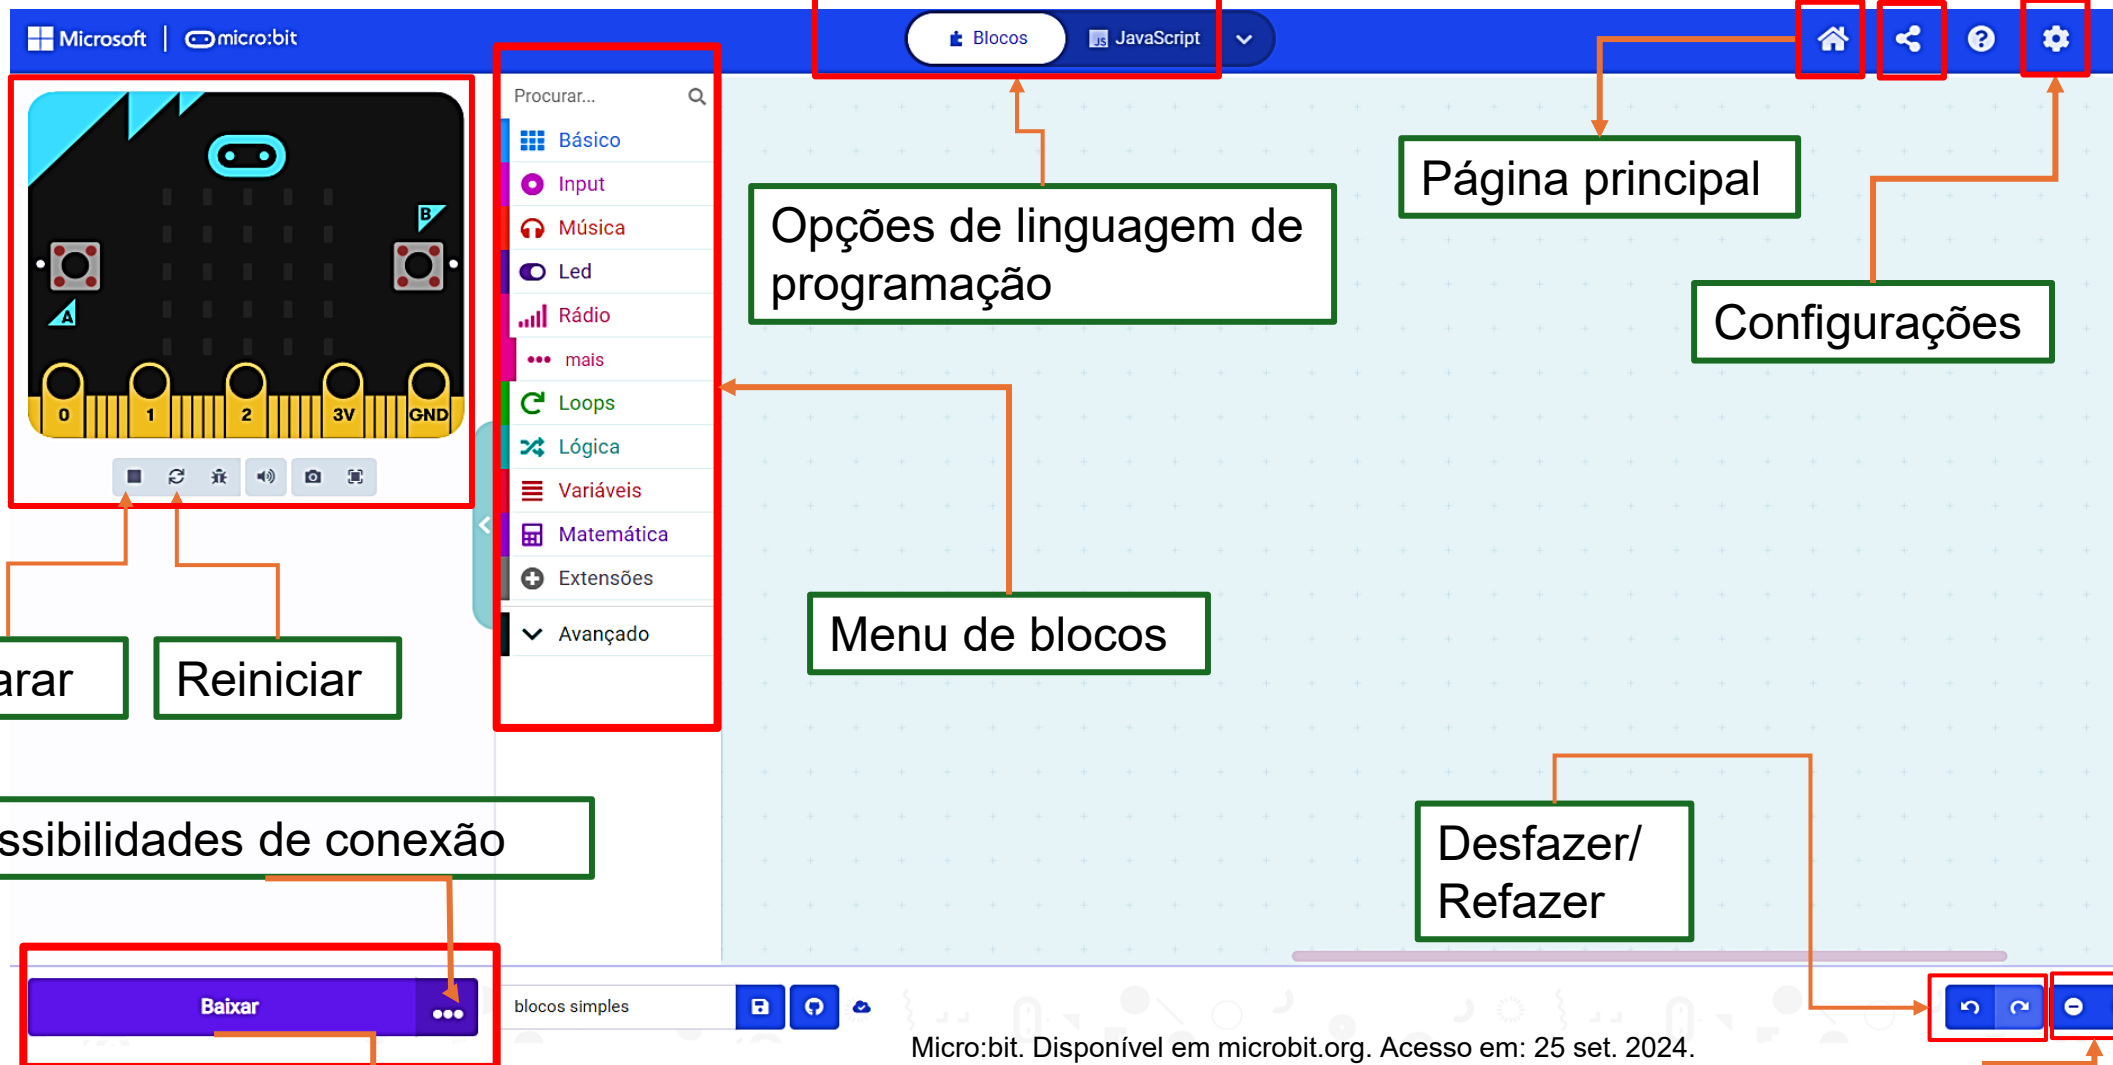 Microsoft | micro:bit
Blocos
JS JavaScript
Procurar...
Básico
Input
Música
Led
Rádio
mais
Loops
Lógica
Variáveis
Matemática
Extensões
Avançado
B
A
0 1 2 3V GND
Opções de linguagem de
programação
Página principal
Configurações
Menu de blocos
arar
Reiniciar
ssibilidades de conexão
Desfazer/
Refazer
Baixar
blocos simples
Micro:bit. Disponível em microbit.org. Acesso em: 25 set. 2024.